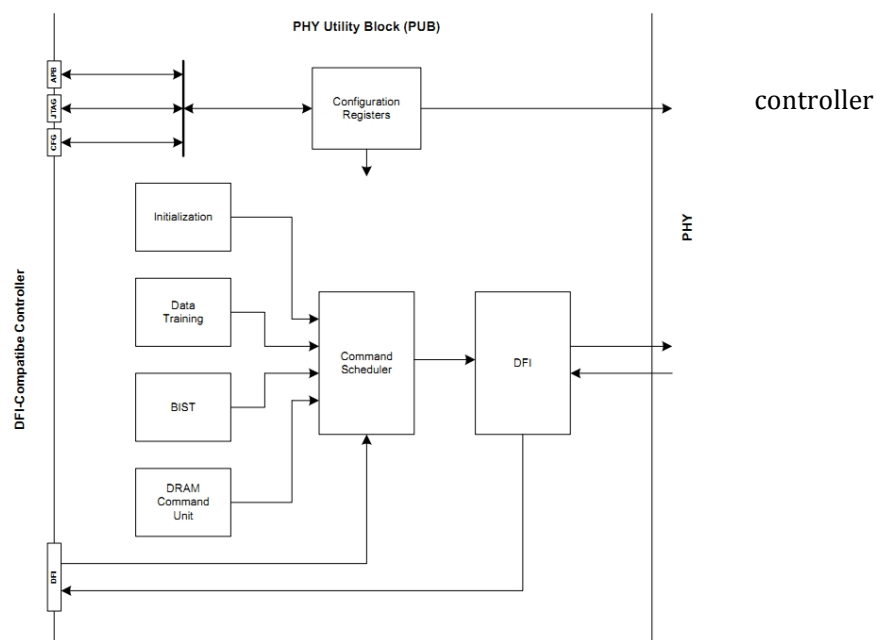 PHY Utility Block (PUB)
APB
JTAG
CFG
Configuration
Registers
controller
Initialization
Data
Training
BIST
DRAM
Command
Unit
Command
Scheduler
DFI
PHY
DFI-Compatibe Controller
DFI